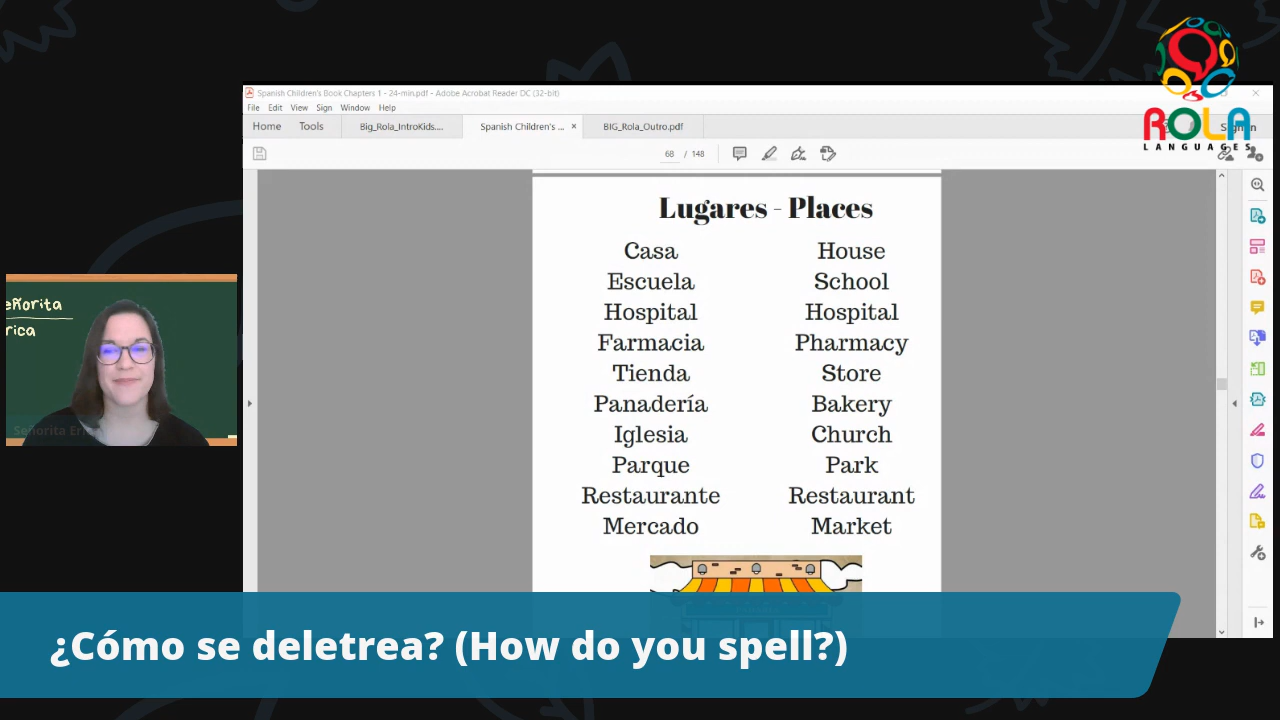 ROLA
LANGUAGES
Spanish Children's Book Chapters 1 - 24-min.pdf - Adobe Acrobat Reader DC (32-bit)
File Edit View Sign Window Help
Home Tools Big_Rola_IntroKids.... Spanish Children's ... × BIG_Rola_Outro.pdf
68 / 148
Lugares - Places
Casa House
Escuela School
Hospital Hospital
Farmacia Pharmacy
Tienda Store
Panadería Bakery
Iglesia Church
Parque Park
Restaurante Restaurant
Mercado Market
eñorita
rica
Señorita
¿Cómo se deletrea? (How do you spell?)